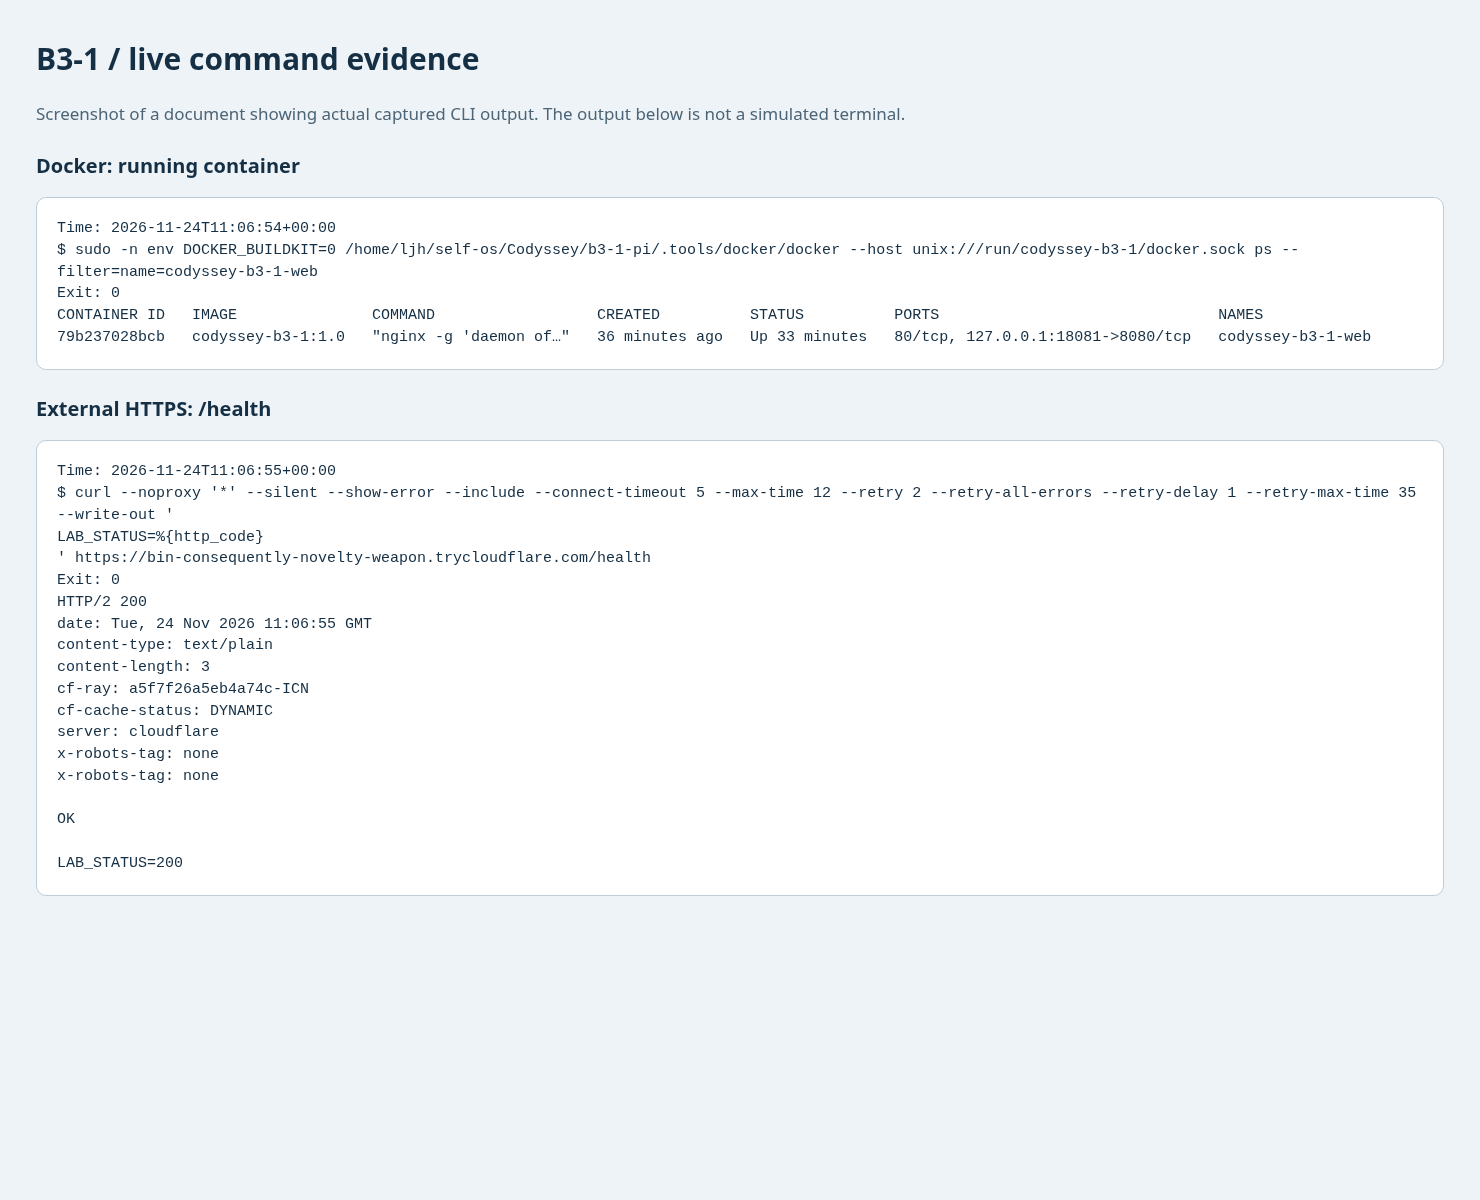 B3-1 / live command evidence
Screenshot of a document showing actual captured CLI output. The output below is not a simulated terminal.
Docker: running container
Time: 2026-11-24T11:06:54+00:00
$ sudo -n env DOCKER_BUILDKIT=0 /home/ljh/self-os/Codyssey/b3-1-pi/.tools/docker/docker --host unix:///run/codyssey-b3-1/docker.sock ps --
filter=name=codyssey-b3-1-web
Exit: 0
CONTAINER ID   IMAGE               COMMAND                  CREATED          STATUS          PORTS                               NAMES
79b237028bcb   codyssey-b3-1:1.0   "nginx -g 'daemon of…"   36 minutes ago   Up 33 minutes   80/tcp, 127.0.0.1:18081->8080/tcp   codyssey-b3-1-web
External HTTPS: /health
Time: 2026-11-24T11:06:55+00:00
$ curl --noproxy '*' --silent --show-error --include --connect-timeout 5 --max-time 12 --retry 2 --retry-all-errors --retry-delay 1 --retry-max-time 35
--write-out '
LAB_STATUS=%{http_code}
' https://bin-consequently-novelty-weapon.trycloudflare.com/health
Exit: 0
HTTP/2 200
date: Tue, 24 Nov 2026 11:06:55 GMT
content-type: text/plain
content-length: 3
cf-ray: a5f7f26a5eb4a74c-ICN
cf-cache-status: DYNAMIC
server: cloudflare
x-robots-tag: none
x-robots-tag: none
OK
LAB_STATUS=200